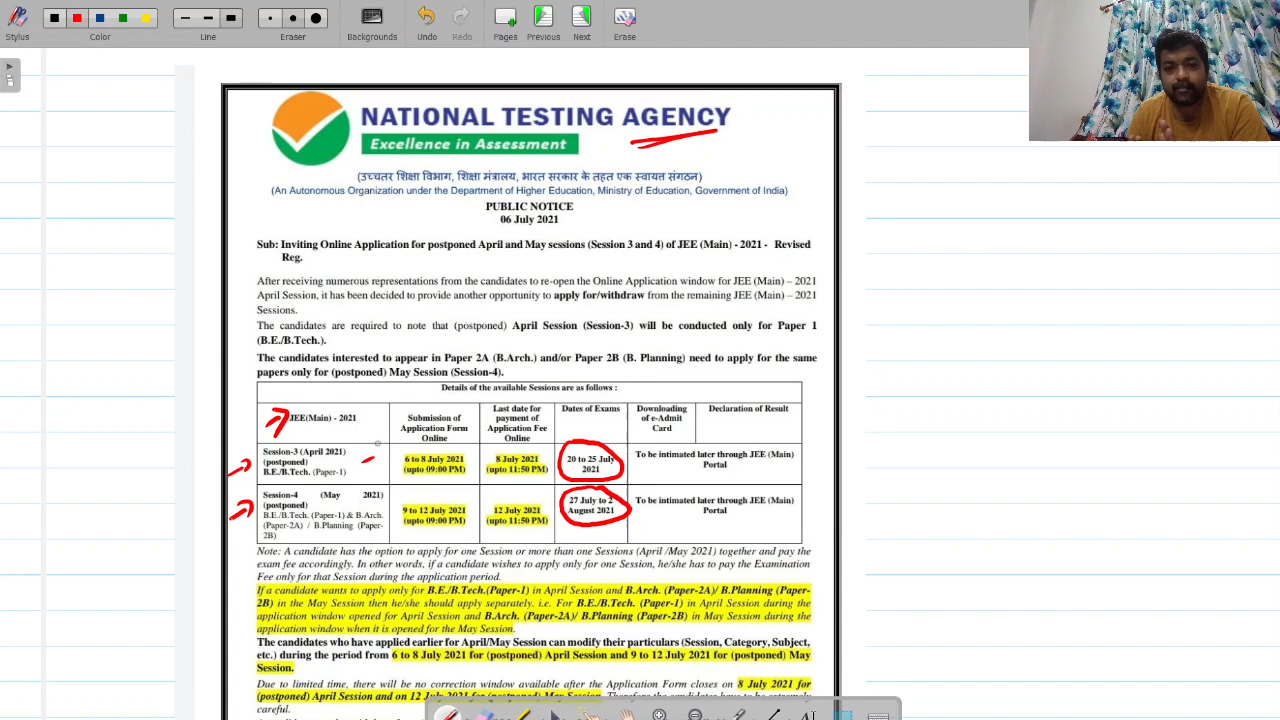 Stylus Color Line Eraser Backgrounds Undo Redo Pages Previous Next Erase
NATIONAL TESTING AGENCY
Excellence in Assessment
(उच्चतर शिक्षा विभाग, शिक्षा मंत्रालय, भारत सरकार के तहत एक स्वायत्त संगठन)
(An Autonomous Organization under the Department of Higher Education, Ministry of Education, Government of India)
PUBLIC NOTICE
06 July 2021
Sub: Inviting Online Application for postponed April and May sessions (Session 3 and 4) of JEE (Main) - 2021 - Revised
Reg.
After receiving numerous representations from the candidates to re-open the Online Application window for JEE (Main) – 2021
April Session, it has been decided to provide another opportunity to apply for/withdraw from the remaining JEE (Main) – 2021
Sessions.
The candidates are required to note that (postponed) April Session (Session-3) will be conducted only for Paper 1
(B.E./B.Tech.).
The candidates interested to appear in Paper 2A (B.Arch.) and/or Paper 2B (B. Planning) need to apply for the same
papers only for (postponed) May Session (Session-4).
Details of the available Sessions are as follows :
JEE(Main) - 2021
Submission of
Application Form
Online
Last date for
payment of
Application Fee
Online
Dates of Exams
Downloading
of e-Admit
Card
Declaration of Result
Session-3 (April 2021)
(postponed)
B.E./B.Tech. (Paper-1)
6 to 8 July 2021
(upto 09:00 PM)
8 July 2021
(upto 11:50 PM)
20 to 25 July
2021
To be intimated later through JEE (Main)
Portal
Session-4 (May 2021)
(postponed)
B.E./B.Tech. (Paper-1) & B.Arch.
(Paper-2A) / B.Planning (Paper-
2B)
9 to 12 July 2021
(upto 09:00 PM)
12 July 2021
(upto 11:50 PM)
27 July to 2
August 2021
To be intimated later through JEE (Main)
Portal
Note: A candidate has the option to apply for one Session or more than one Sessions (April /May 2021) together and pay the
exam fee accordingly. In other words, if a candidate wishes to apply only for one Session, he/she has to pay the Examination
Fee only for that Session during the application period.
If a candidate wants to apply only for B.E./B.Tech.(Paper-1) in April Session and B.Arch. (Paper-2A)/ B.Planning (Paper-
2B) in the May Session then he/she should apply separately. i.e. For B.E./B.Tech. (Paper-1) in April Session during the
application window opened for April Session and B.Arch. (Paper-2A)/ B.Planning (Paper-2B) in May Session during the
application window when it is opened for the May Session.
The candidates who have applied earlier for April/May Session can modify their particulars (Session, Category, Subject,
etc.) during the period from 6 to 8 July 2021 for (postponed) April Session and 9 to 12 July 2021 for (postponed) May
Session.
Due to limited time, there will be no correction window available after the Application Form closes on 8 July 2021 for
(postponed) April Session and on 12 July 2021 for (postponed) May Session. Therefore the candidates have to be extremely
careful.